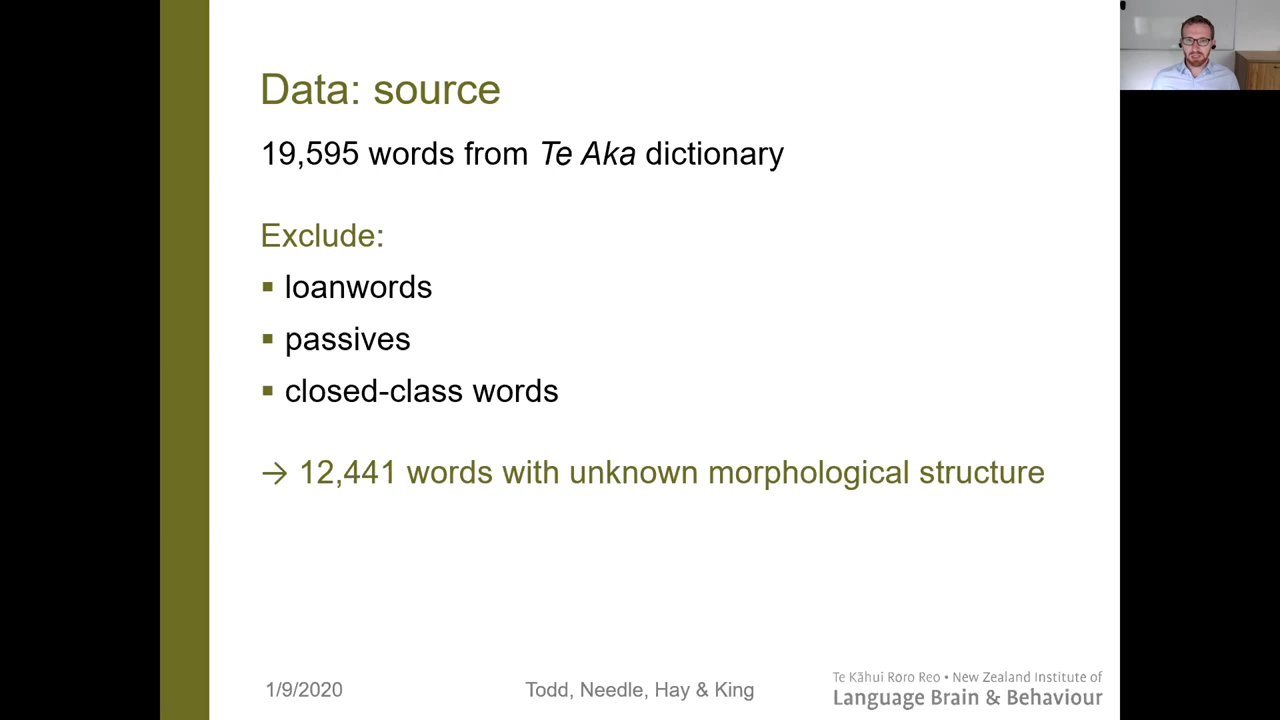 Data: source
19,595 words from Te Aka dictionary
Exclude:
▪ loanwords
▪ passives
▪ closed-class words
→ 12,441 words with unknown morphological structure
1/9/2020
Todd, Needle, Hay & King
Te Kāhui Roro Reo • New Zealand Institute of
Language Brain & Behaviour